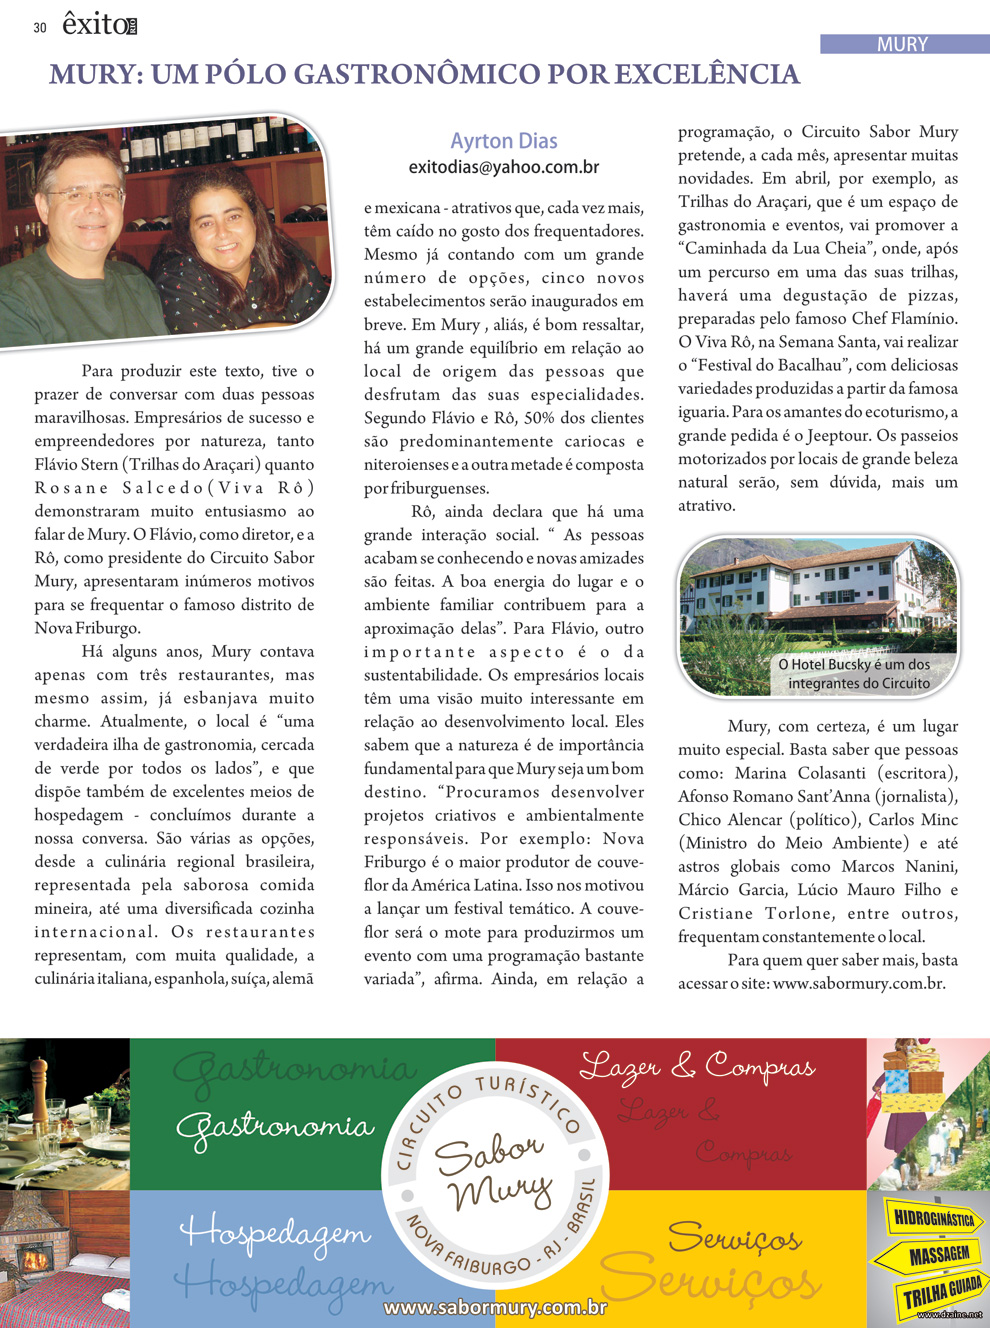 30 êxito RIO
MURY
MURY: UM PÓLO GASTRONÔMICO POR EXCELÊNCIA
Para produzir este texto, tive o
prazer de conversar com duas pessoas
maravilhosas. Empresários de sucesso e
empreendedores por natureza, tanto
Flávio Stern (Trilhas do Araçari) quanto
Rosane Salcedo(Viva Rô)
demonstraram muito entusiasmo ao
falar de Mury. O Flávio, como diretor, e a
Rô, como presidente do Circuito Sabor
Mury, apresentaram inúmeros motivos
para se frequentar o famoso distrito de
Nova Friburgo.
Há alguns anos, Mury contava
apenas com três restaurantes, mas
mesmo assim, já esbanjava muito
charme. Atualmente, o local é “uma
verdadeira ilha de gastronomia, cercada
de verde por todos os lados”, e que
dispõe também de excelentes meios de
hospedagem - concluímos durante a
nossa conversa. São várias as opções,
desde a culinária regional brasileira,
representada pela saborosa comida
mineira, até uma diversificada cozinha
internacional. Os restaurantes
representam, com muita qualidade, a
culinária italiana, espanhola, suíça, alemã
Ayrton Dias
exitodias@yahoo.com.br
e mexicana - atrativos que, cada vez mais,
têm caído no gosto dos frequentadores.
Mesmo já contando com um grande
número de opções, cinco novos
estabelecimentos serão inaugurados em
breve. Em Mury , aliás, é bom ressaltar,
há um grande equilíbrio em relação ao
local de origem das pessoas que
desfrutam das suas especialidades.
Segundo Flávio e Rô, 50% dos clientes
são predominantemente cariocas e
niteroienses e a outra metade é composta
por friburguenses.
Rô, ainda declara que há uma
grande interação social. “ As pessoas
acabam se conhecendo e novas amizades
são feitas. A boa energia do lugar e o
ambiente familiar contribuem para a
aproximação delas”. Para Flávio, outro
importante aspecto é o da
sustentabilidade. Os empresários locais
têm uma visão muito interessante em
relação ao desenvolvimento local. Eles
sabem que a natureza é de importância
fundamental para que Mury seja um bom
destino. “Procuramos desenvolver
projetos criativos e ambientalmente
responsáveis. Por exemplo: Nova
Friburgo é o maior produtor de couve-
flor da América Latina. Isso nos motivou
a lançar um festival temático. A couve-
flor será o mote para produzirmos um
evento com uma programação bastante
variada”, afirma. Ainda, em relação a
programação, o Circuito Sabor Mury
pretende, a cada mês, apresentar muitas
novidades. Em abril, por exemplo, as
Trilhas do Araçari, que é um espaço de
gastronomia e eventos, vai promover a
“Caminhada da Lua Cheia”, onde, após
um percurso em uma das suas trilhas,
haverá uma degustação de pizzas,
preparadas pelo famoso Chef Flamínio.
O Viva Rô, na Semana Santa, vai realizar
o “Festival do Bacalhau”, com deliciosas
variedades produzidas a partir da famosa
iguaria. Para os amantes do ecoturismo, a
grande pedida é o Jeeptour. Os passeios
motorizados por locais de grande beleza
natural serão, sem dúvida, mais um
atrativo.
O Hotel Bucsky é um dos
integrantes do Circuito
Mury, com certeza, é um lugar
muito especial. Basta saber que pessoas
como: Marina Colasanti (escritora),
Afonso Romano Sant’Anna (jornalista),
Chico Alencar (político), Carlos Minc
(Ministro do Meio Ambiente) e até
astros globais como Marcos Nanini,
Márcio Garcia, Lúcio Mauro Filho e
Cristiane Torlone, entre outros,
frequentam constantemente o local.
Para quem quer saber mais, basta
acessar o site: www.sabormury.com.br.
Gastronomia
Gastronomia
Lazer & Compras
Lazer &
Compras
CIRCUITO TURÍSTICO
Sabor
Mury
NOVA FRIBURGO - RJ - BRASIL
Hospedagem
Hospedagem
Serviços
Serviços
HIDROGINÁSTICA
MASSAGEM
TRILHA GUIADA
www.sabormury.com.br
www.dzaine.net